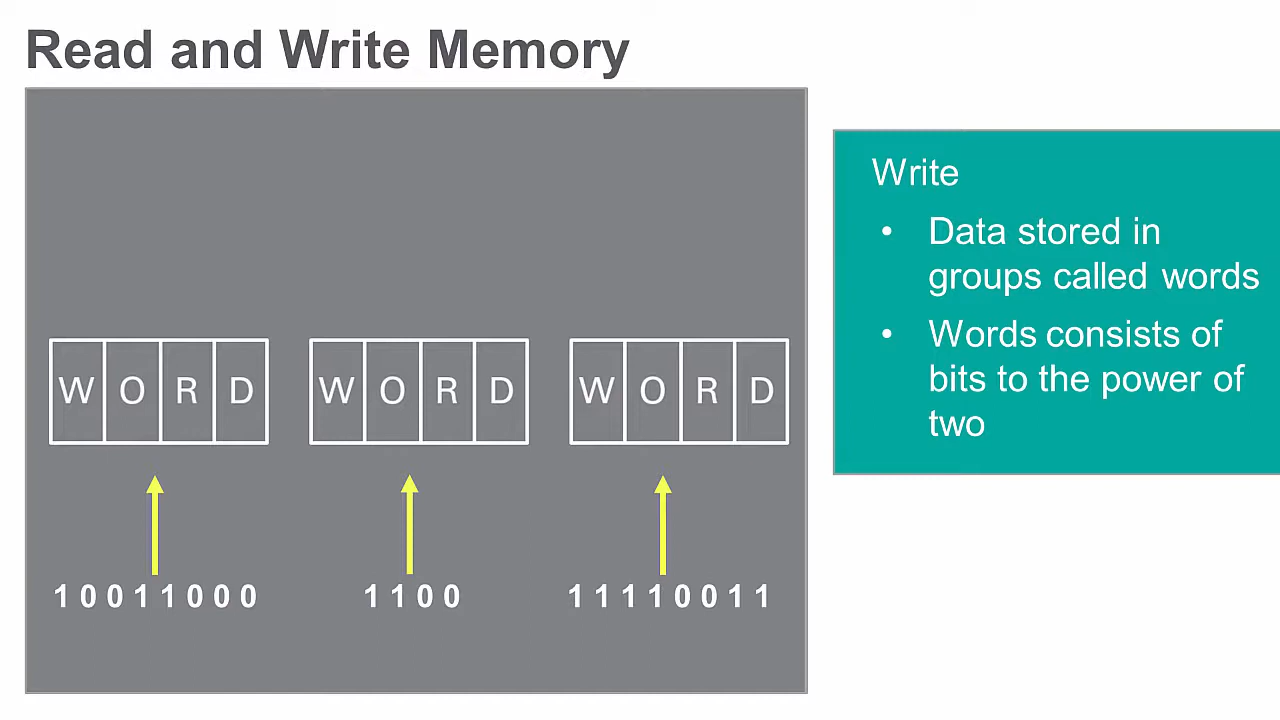 Read and Write Memory
W O R D W O R D W O R D
1 0 0 1 1 0 0 0 1 1 0 0 1 1 1 1 0 0 1 1
Write
• Data stored in
groups called words
• Words consists of
bits to the power of
two